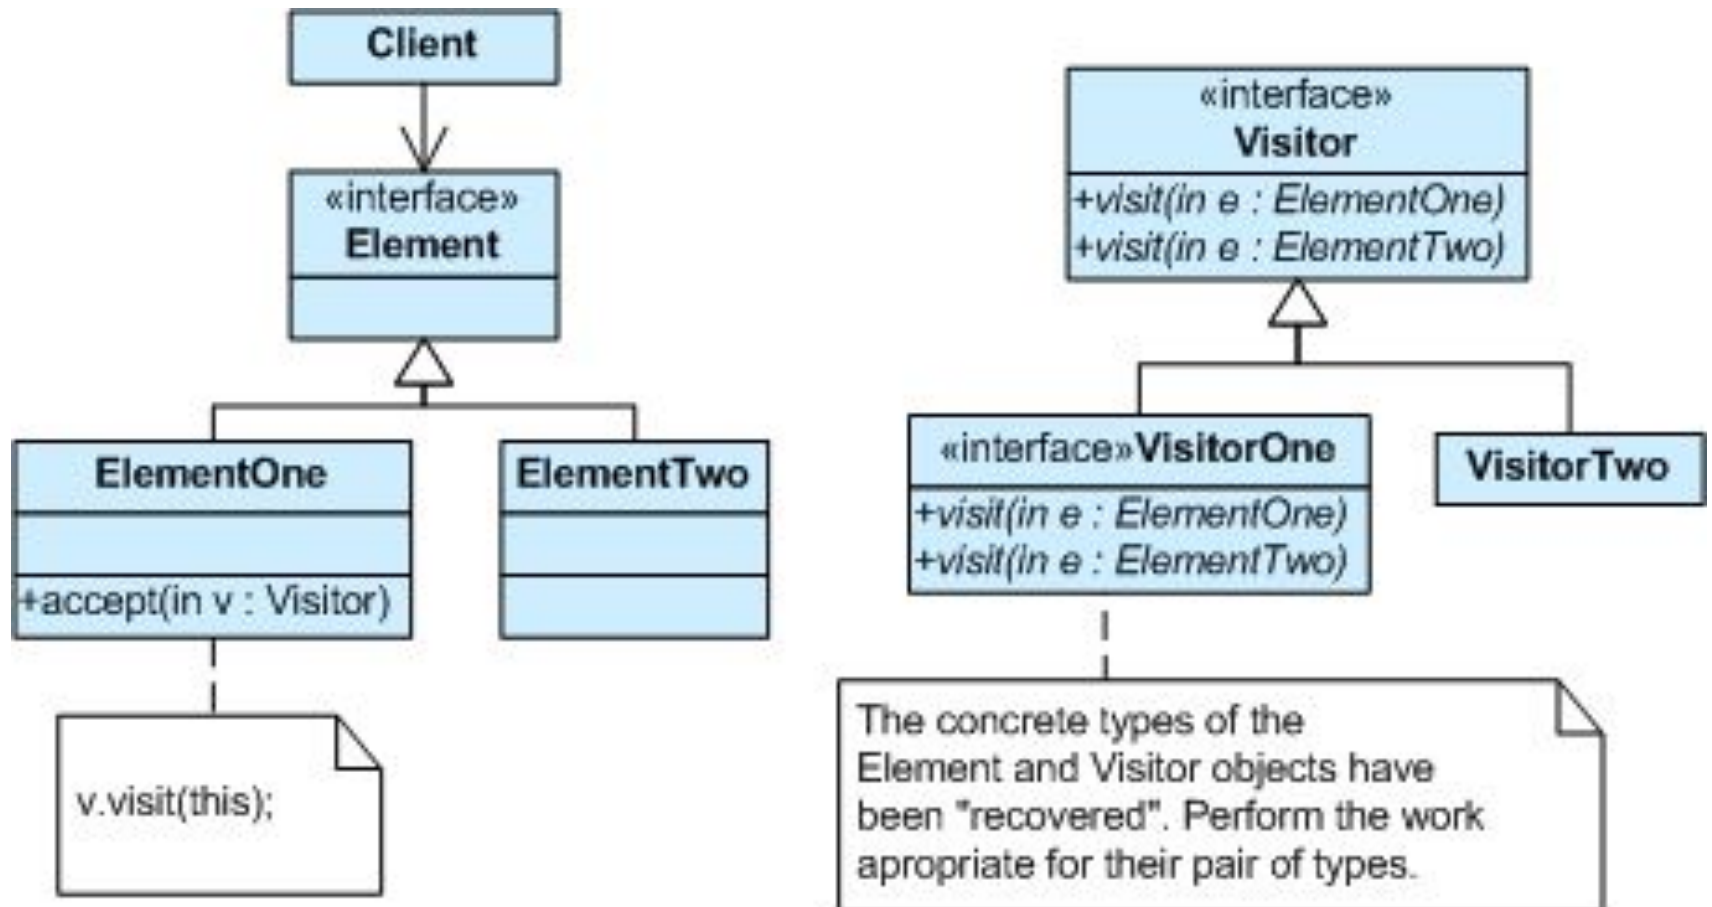 Client
«interface»
Element
ElementOne
+accept(in v : Visitor)
ElementTwo
v.visit(this);
«interface»
Visitor
+visit(in e : ElementOne)
+visit(in e : ElementTwo)
«interface»VisitorOne
+visit(in e : ElementOne)
+visit(in e : ElementTwo)
VisitorTwo
The concrete types of the
Element and Visitor objects have
been "recovered". Perform the work
apropriate for their pair of types.